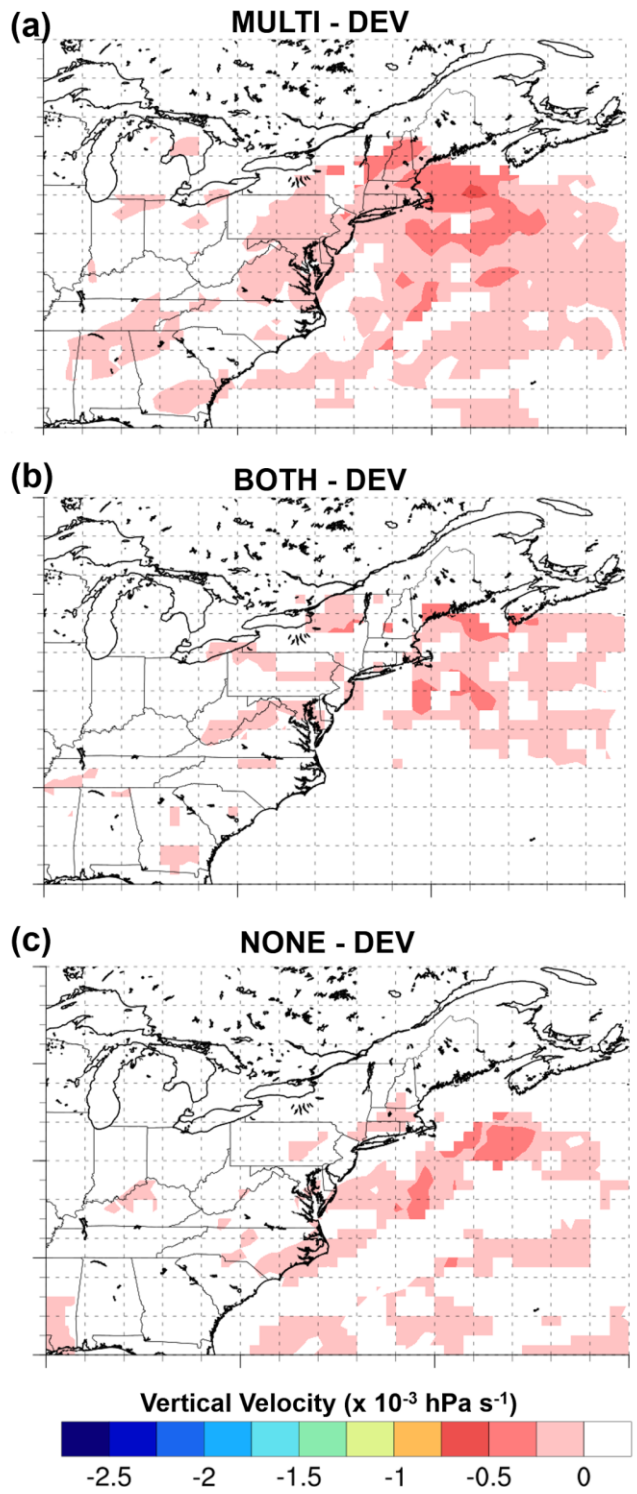 (a)
MULTI - DEV
(b)
BOTH - DEV
(c)
NONE - DEV
Vertical Velocity (x 10⁻³ hPa s⁻¹)
-2.5 -2 -1.5 -1 -0.5 0